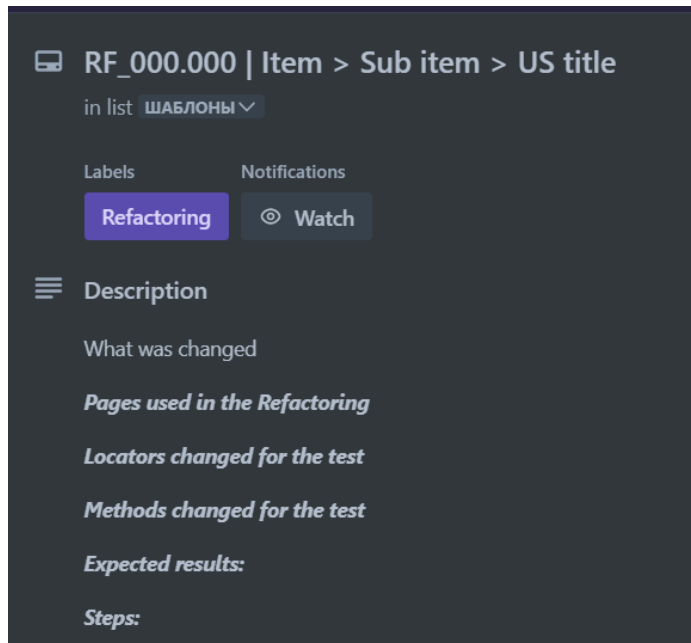 RF_000.000 | Item > Sub item > US title
in list ШАБЛОНЫ
Labels Notifications
Refactoring Watch
Description
What was changed
Pages used in the Refactoring
Locators changed for the test
Methods changed for the test
Expected results:
Steps: